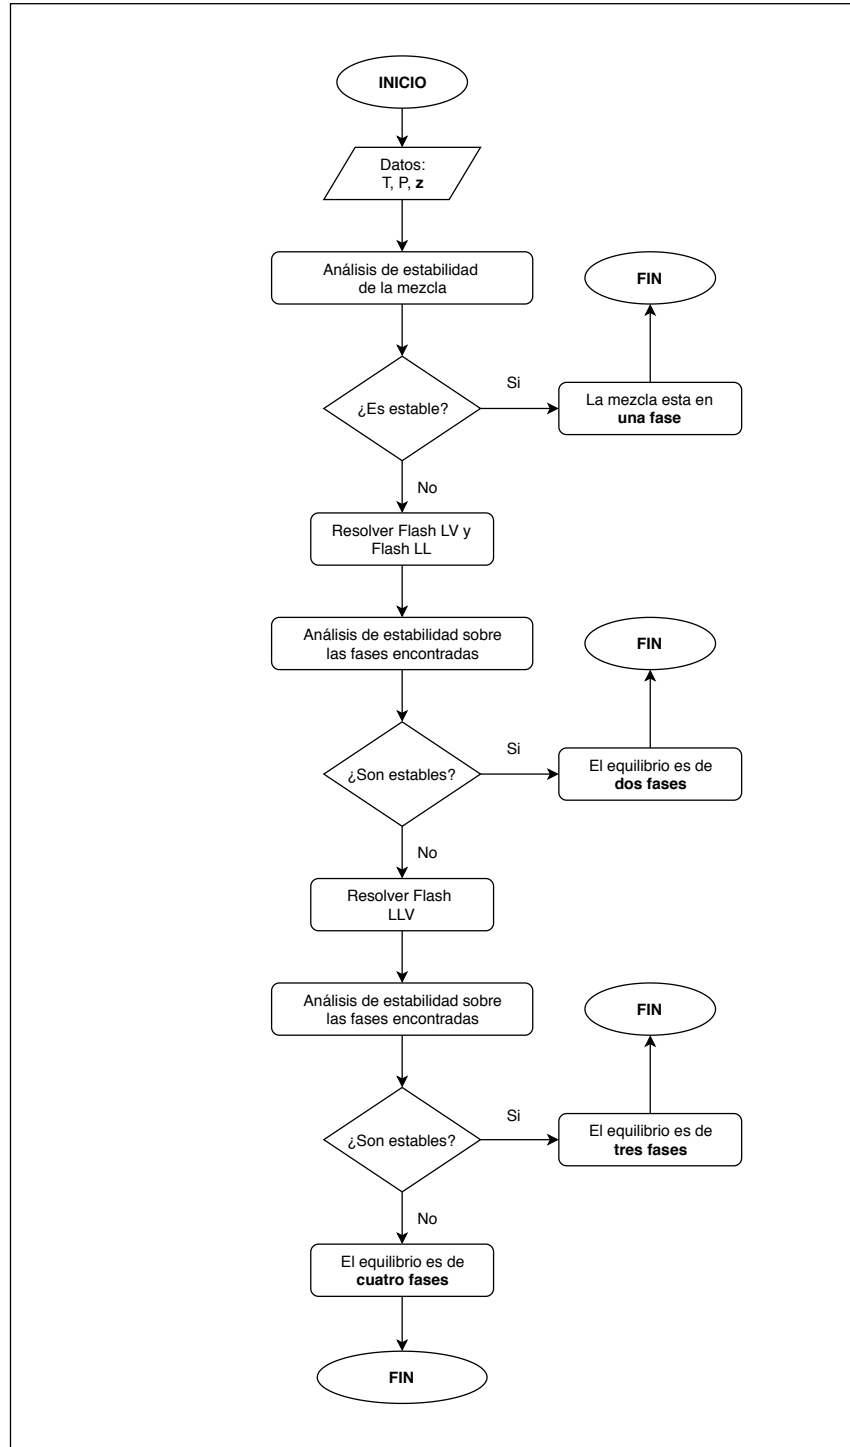 INICIO
Datos:
T, P, z
Análisis de estabilidad
de la mezcla
FIN
¿Es estable?
Si
La mezcla esta en
una fase
No
Resolver Flash LV y
Flash LL
Análisis de estabilidad sobre
las fases encontradas
FIN
¿Son estables?
Si
El equilibrio es de
dos fases
No
Resolver Flash
LLV
Análisis de estabilidad sobre
las fases encontradas
FIN
¿Son estables?
Si
El equilibrio es de
tres fases
No
El equilibrio es de
cuatro fases
FIN